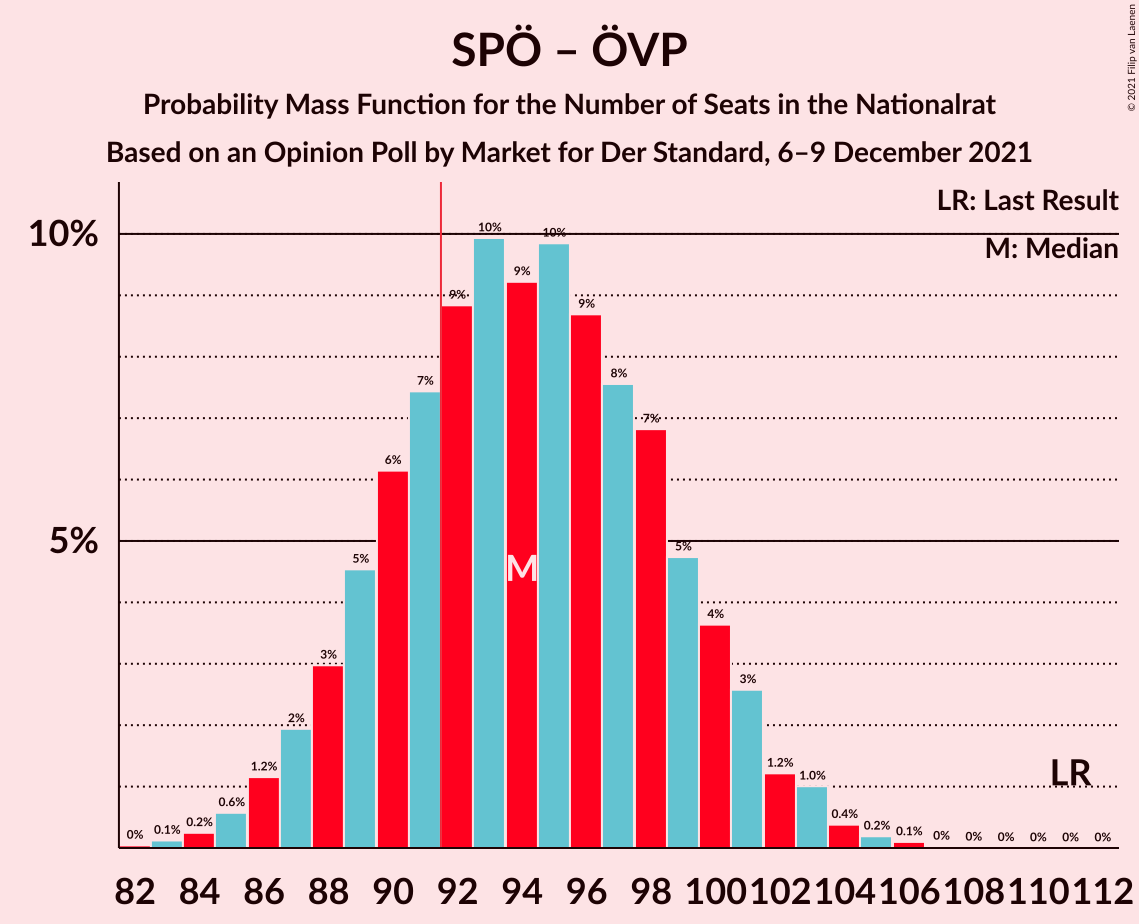 SPÖ – ÖVP
Probability Mass Function for the Number of Seats in the Nationalrat
Based on an Opinion Poll by Market for Der Standard, 6–9 December 2021
© 2021 Filip van Laenen
LR: Last Result
M: Median
10%
5%
0% 0.1% 0.2% 0.6% 1.2% 2% 3% 5% 6% 7% 9% 10% 9% 10% 9% 8% 7% 5% 4% 3% 1.2% 1.0% 0.4% 0.2% 0.1% 0% 0% 0% 0% 0% 0%
M
LR
82 84 86 88 90 92 94 96 98 100 102 104 106 108 110 112